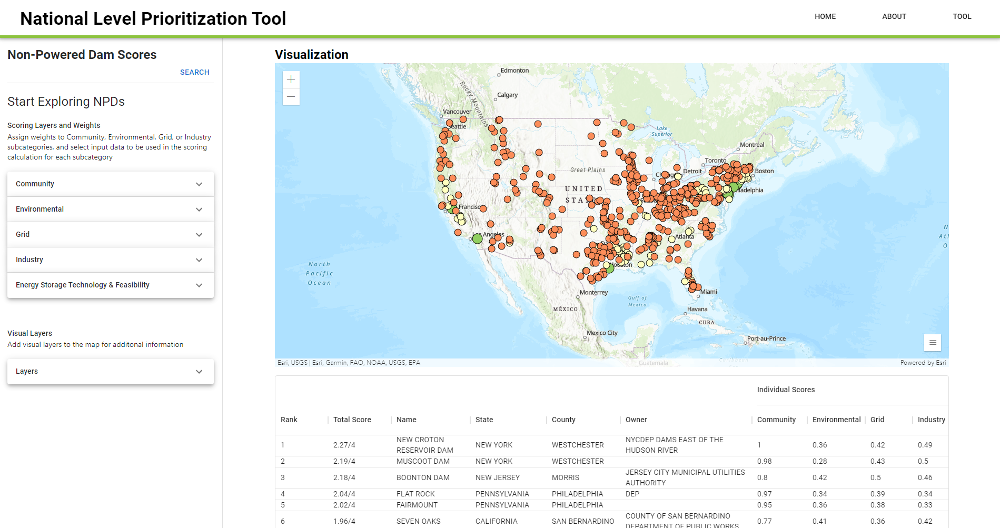 National Level Prioritization Tool
HOME
ABOUT
TOOL
Non-Powered Dam Scores
SEARCH
Start Exploring NPDs
Scoring Layers and Weights
Assign weights to Community, Environmental, Grid, or Industry
subcategories, and select input data to be used in the scoring
calculation for each subcategory
Community
Environmental
Grid
Industry
Energy Storage Technology & Feasibility
Visual Layers
Add visual layers to the map for additonal information
Layers
Visualization
Edmonton
Rocky Mountains
Calgary
Vancouver
Seattle
Lake
Superior
Montreal
Toronto
Great Plains
Detroit
Boston
UNITED
Francisco
Los Angeles
Atlanta
North
Pacific
Ocean
Houston
Monterrey
Miami
Gulf of
Mexico
MÉXICO
Havana
CUBA
Mexico City
Port-au-Prince
Caribbean
Guatemala
Esri, USGS | Esri, Garmin, FAO, NOAA, USGS, EPA
Powered by Esri
Individual Scores
Rank Total Score Name State County Owner Community Environmental Grid Industry
1 2.27/4 NEW CROTON RESERVOIR DAM NEW YORK WESTCHESTER NYCDEP DAMS EAST OF THE HUDSON RIVER 1 0.36 0.42 0.49
2 2.19/4 MUSCOOT DAM NEW YORK WESTCHESTER 0.98 0.28 0.43 0.5
3 2.18/4 BOONTON DAM NEW JERSEY MORRIS JERSEY CITY MUNICIPAL UTILITIES AUTHORITY 0.8 0.42 0.5 0.46
4 2.04/4 FLAT ROCK PENNSYLVANIA PHILADELPHIA DEP 0.97 0.34 0.39 0.34
5 2.02/4 FAIRMOUNT PENNSYLVANIA PHILADELPHIA 0.95 0.36 0.38 0.33
6 1.96/4 SEVEN OAKS CALIFORNIA SAN BERNARDINO COUNTY OF SAN BERNARDINO DEPARTMENT OF PUBLIC WORKS 0.77 0.41 0.36 0.42